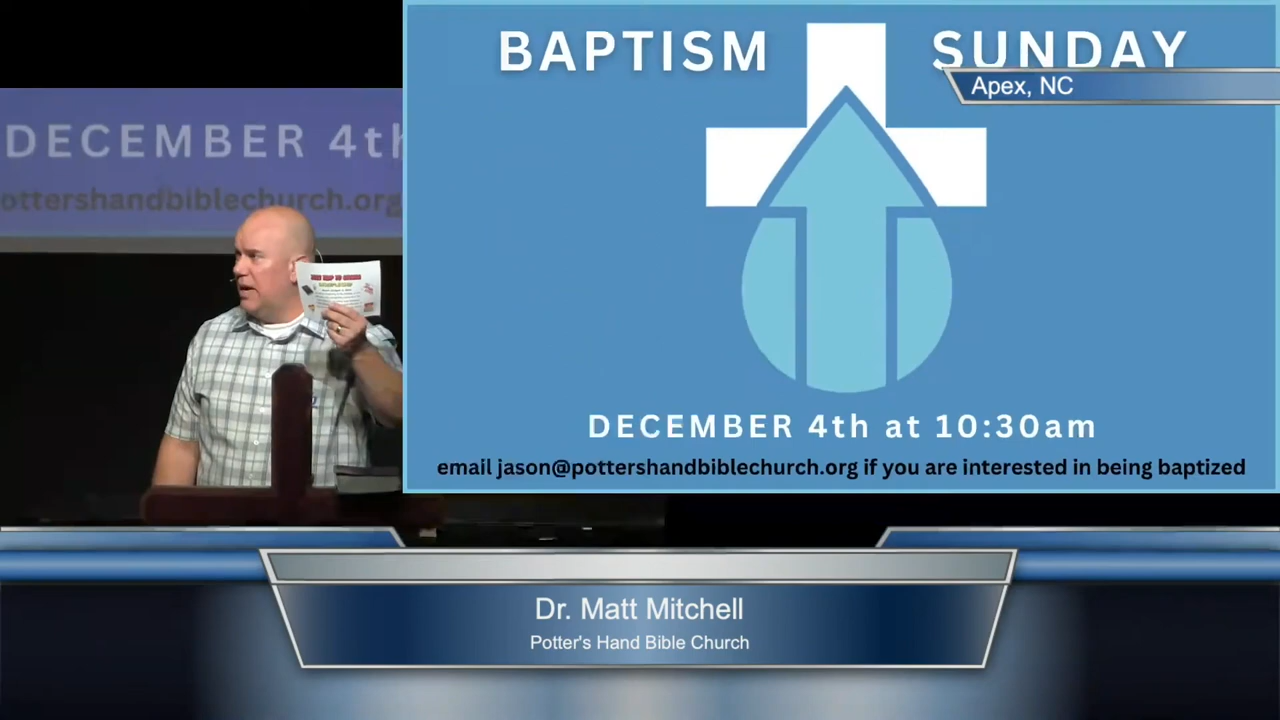 BAPTISM SUNDAY
Apex, NC
DECEMBER 4th
ottershandbiblechurch.org
DECEMBER 4th at 10:30am
email jason@pottershandbiblechurch.org if you are interested in being baptized
Dr. Matt Mitchell
Potter's Hand Bible Church